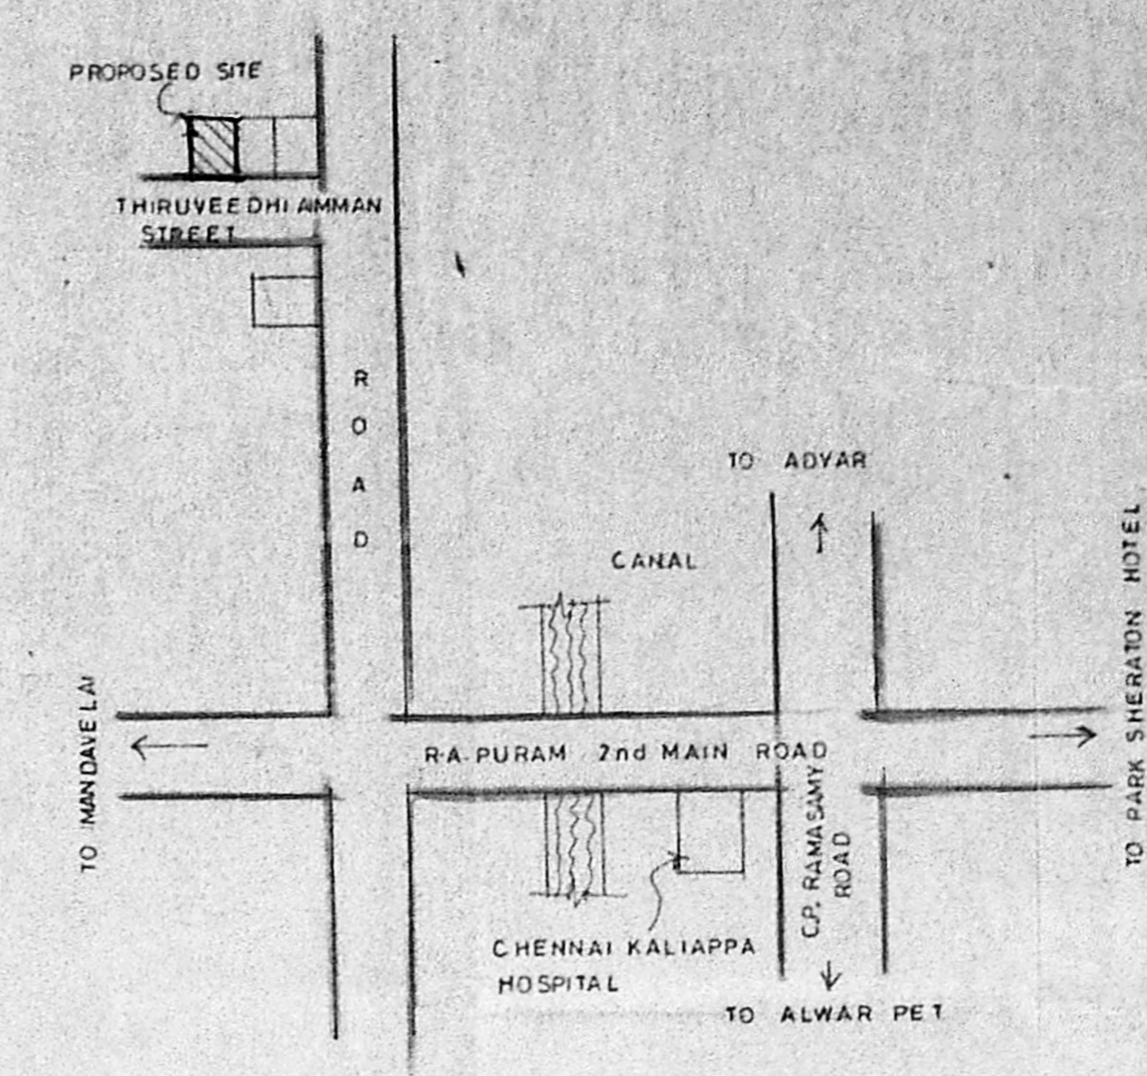 PROPOSED SITE
THIRUVEEDHI AMMAN
STREET
ROAD
TO ADYAR
CANAL
TO MANDAVELAI
R.A. PURAM 2nd MAIN ROAD
TO PARK SHERATON HOTEL
C.P. RAMASAMY
ROAD
CHENNAI KALIAPPA
HOSPITAL
TO ALWAR PET